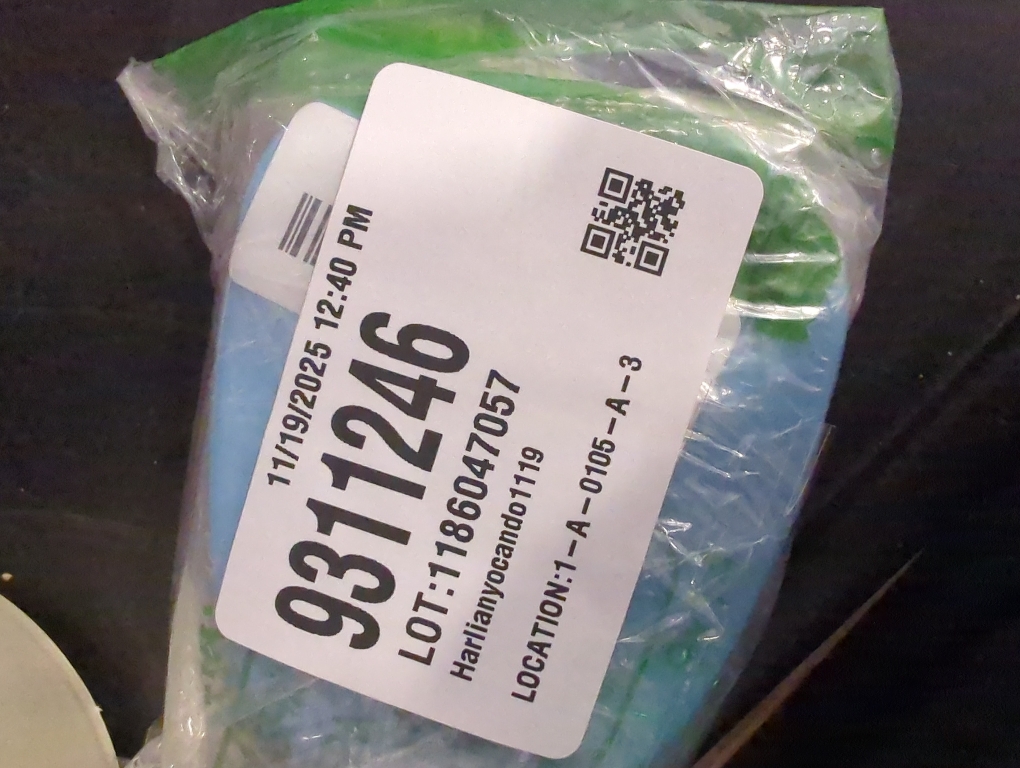 11/19/2025 12:40 PM
9311246
LOT:1186047057
Harlianyocando1119
LOCATION:1-A-0105-A-3